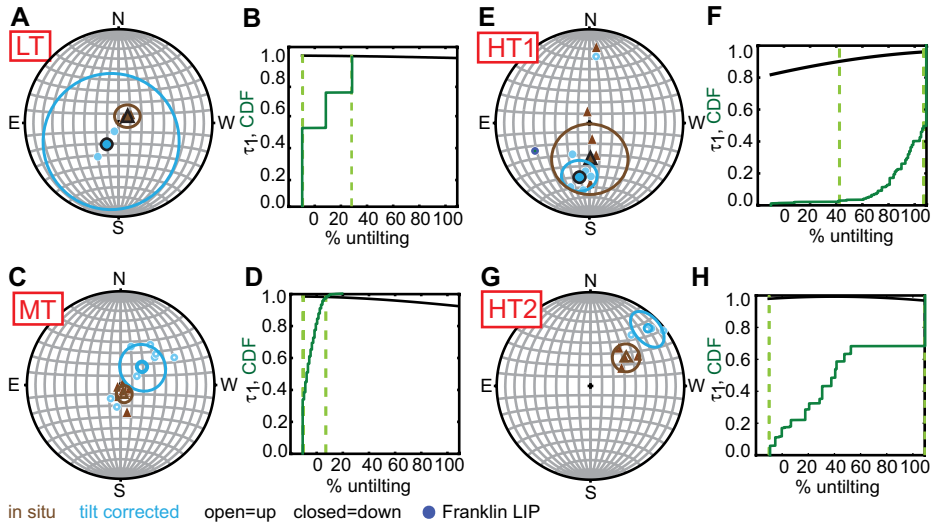 A
LT
N
E
W
S
B
1.0
0.8
0.6
0.4
0.2
0.0
τ1, CDF
0 20 40 60 80 100
% untilting
E
HT1
N
E
W
S
F
1.0
0.8
0.6
0.4
0.2
0.0
τ1, CDF
0 20 40 60 80 100
% untilting
C
MT
N
E
W
S
D
1.0
0.8
0.6
0.4
0.2
0.0
τ1, CDF
0 20 40 60 80 100
% untilting
G
HT2
N
E
W
S
H
1.0
0.8
0.6
0.4
0.2
0.0
τ1, CDF
0 20 40 60 80 100
% untilting
in situ tilt corrected open=up closed=down Franklin LIP